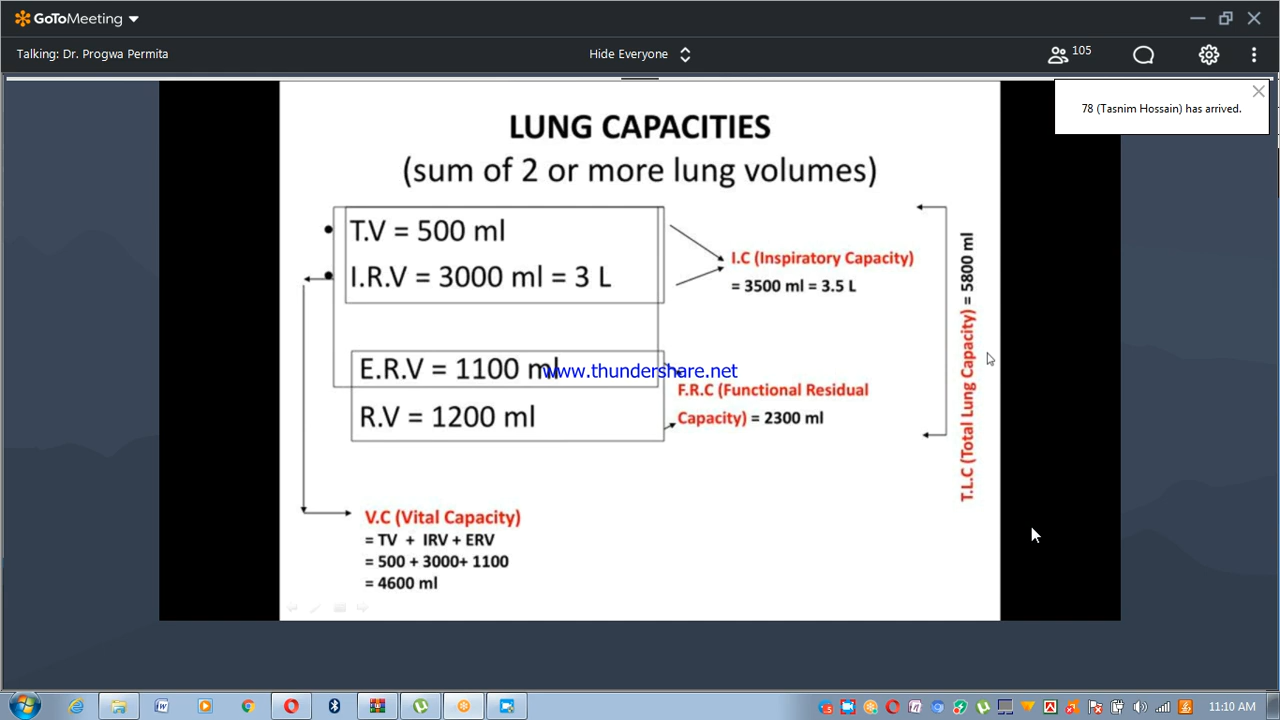 GoToMeeting
Talking: Dr. Progwa Permita
Hide Everyone
105
78 (Tasnim Hossain) has arrived.
LUNG CAPACITIES
(sum of 2 or more lung volumes)
• T.V = 500 ml
• I.R.V = 3000 ml = 3 L
I.C (Inspiratory Capacity)
= 3500 ml = 3.5 L
E.R.V = 1100 ml
www.thundershare.net
R.V = 1200 ml
F.R.C (Functional Residual
Capacity) = 2300 ml
T.L.C (Total Lung Capacity) = 5800 ml
V.C (Vital Capacity)
= TV + IRV + ERV
= 500 + 3000+ 1100
= 4600 ml
11:10 AM